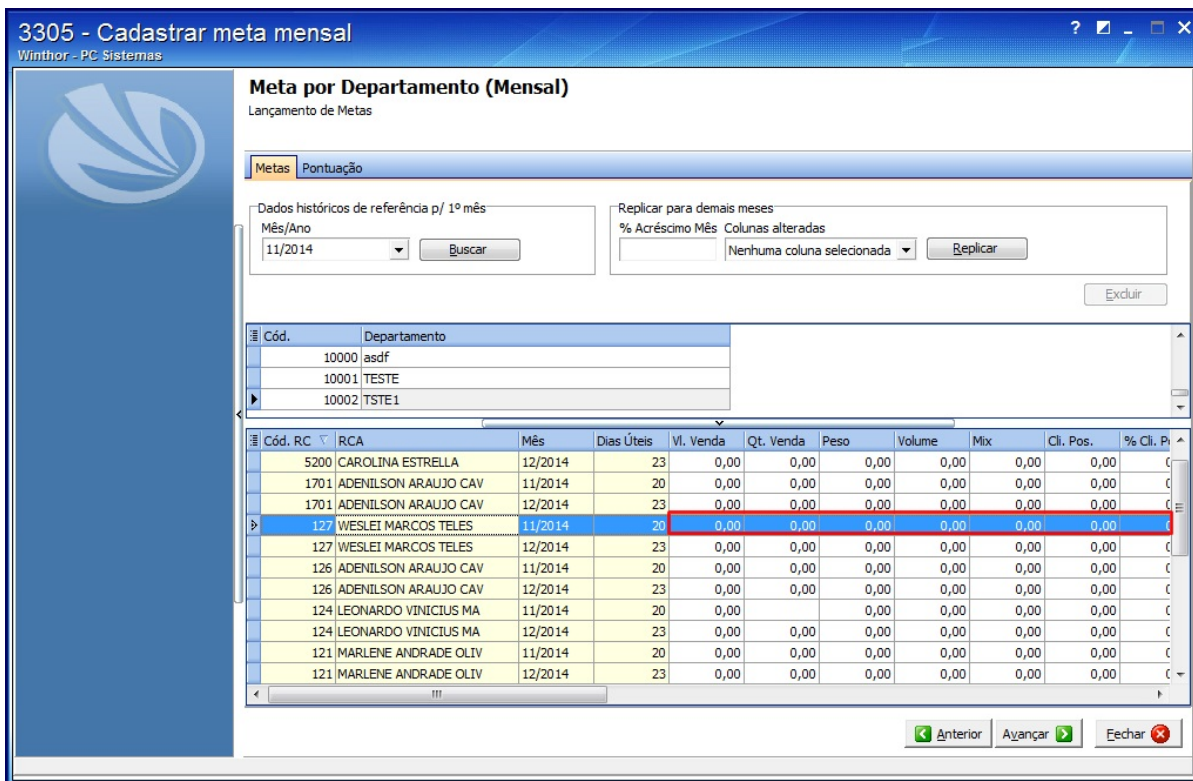 3305 - Cadastrar meta mensal
Winthor - PC Sistemas
Meta por Departamento (Mensal)
Lançamento de Metas
Metas Pontuação
Dados históricos de referência p/ 1º mês
Mês/Ano
11/2014 Buscar
Replicar para demais meses
% Acréscimo Mês Colunas alteradas
Nenhuma coluna selecionada Replicar
Excluir
Cód. Departamento
10000 asdf
10001 TESTE
10002 TSTE1
Cód. RC RCA Mês Dias Úteis Vl. Venda Qt. Venda Peso Volume Mix Cli. Pos. % Cli. P
5200 CAROLINA ESTRELLA 12/2014 23 0,00 0,00 0,00 0,00 0,00 0,00
1701 ADENILSON ARAUJO CAV 11/2014 20 0,00 0,00 0,00 0,00 0,00 0,00
1701 ADENILSON ARAUJO CAV 12/2014 23 0,00 0,00 0,00 0,00 0,00 0,00
127 WESLEI MARCOS TELES 11/2014 20 0,00 0,00 0,00 0,00 0,00 0,00 0
127 WESLEI MARCOS TELES 12/2014 23 0,00 0,00 0,00 0,00 0,00 0,00
126 ADENILSON ARAUJO CAV 11/2014 20 0,00 0,00 0,00 0,00 0,00 0,00
126 ADENILSON ARAUJO CAV 12/2014 23 0,00 0,00 0,00 0,00 0,00 0,00
124 LEONARDO VINICIUS MA 11/2014 20 0,00 0,00 0,00 0,00 0,00
124 LEONARDO VINICIUS MA 12/2014 23 0,00 0,00 0,00 0,00 0,00 0,00
121 MARLENE ANDRADE OLIV 11/2014 20 0,00 0,00 0,00 0,00 0,00 0,00
121 MARLENE ANDRADE OLIV 12/2014 23 0,00 0,00 0,00 0,00 0,00 0,00
Anterior Avançar Fechar